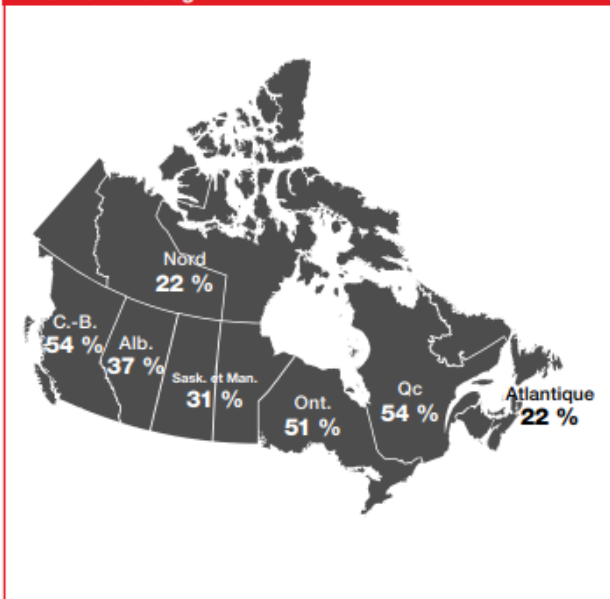 Nord
22 %
C.-B.
54 %
Alb.
37 %
Sask. et Man.
31 %
Ont.
51 %
Qc
54 %
Atlantique
22 %